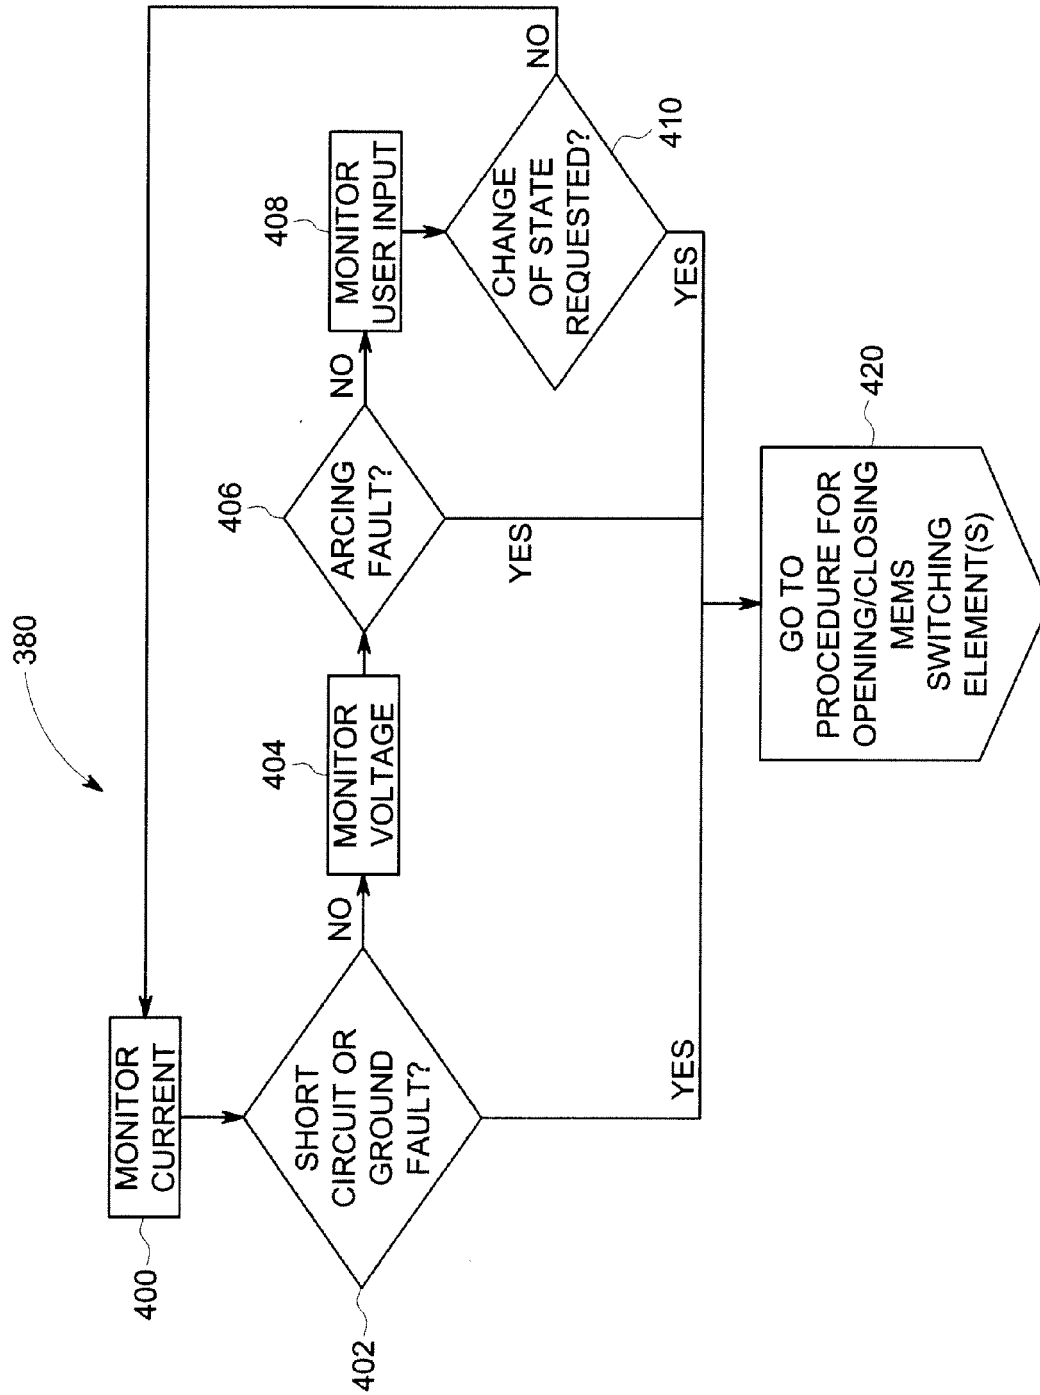 380
400
MONITOR
CURRENT
402
SHORT
CIRCUIT OR
GROUND
FAULT?
NO
YES
404
MONITOR
VOLTAGE
406
ARCING
FAULT?
NO
YES
408
MONITOR
USER INPUT
410
CHANGE
OF STATE
REQUESTED?
NO
YES
420
GO TO
PROCEDURE FOR
OPENING/CLOSING
MEMS
SWITCHING
ELEMENT(S)